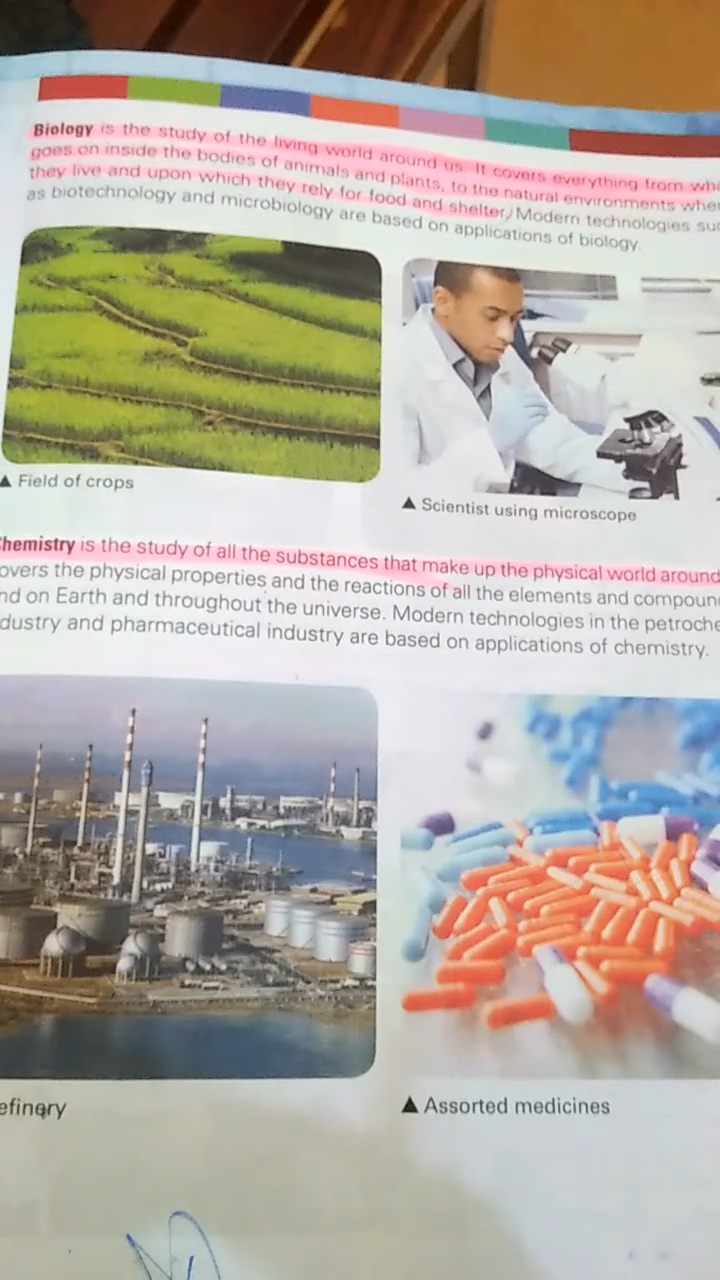 Biology is the study of the living world around us. It covers everything from
goes on inside the bodies of animals and plants, to the natural environments
they live and upon which they rely for food and shelter. Modern technologies
as biotechnology and microbiology are based on applications of biology.
▲ Field of crops
▲ Scientist using microscope
hemistry is the study of all the substances that make up the physical world around
overs the physical properties and the reactions of all the elements and
nd on Earth and throughout the universe. Modern technologies in the
dustry and pharmaceutical industry are based on applications of chemistry.
efinery
▲ Assorted medicines